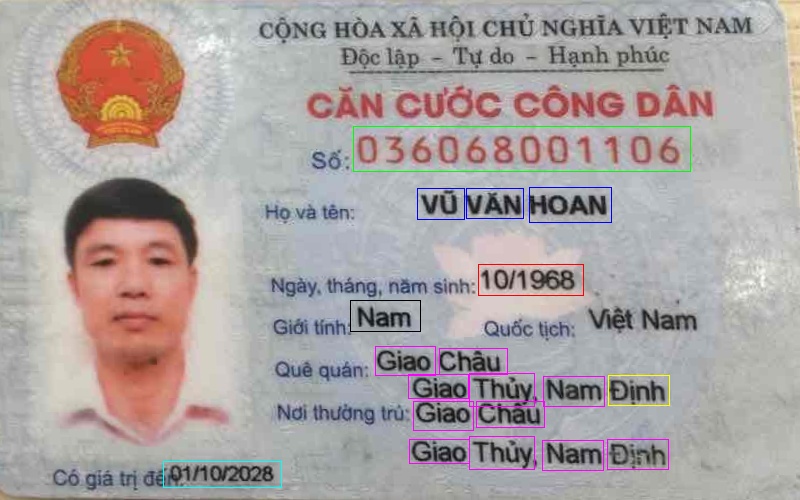 CỘNG HÒA XÃ HỘI CHỦ NGHĨA VIỆT NAM
Độc lập - Tự do - Hạnh phúc
CĂN CƯỚC CÔNG DÂN
Số: 036068001106
Họ và tên: VŨ VĂN HOAN
Ngày, tháng, năm sinh: 10/1968
Giới tính: Nam Quốc tịch: Việt Nam
Quê quán: Giao Châu
Giao Thủy, Nam Định
Nơi thường trú: Giao Châu
Giao Thủy, Nam Định
Có giá trị đến: 01/10/2028